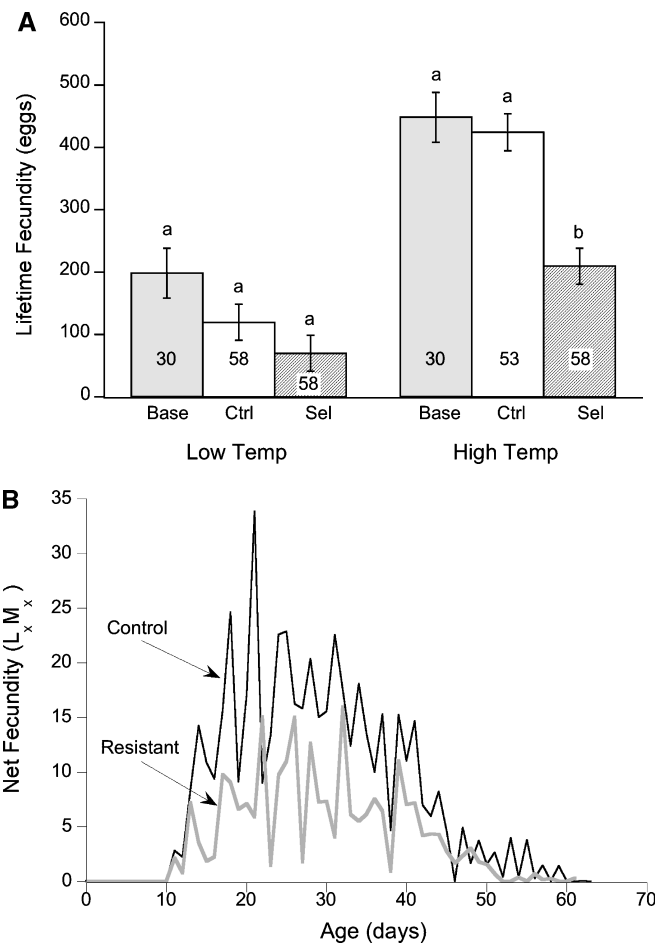 A
600
500
400
300
200
100
0
Lifetime Fecundity (eggs)
a
a
a
a
a
b
30
58
58
30
53
58
Base Ctrl Sel Base Ctrl Sel
Low Temp High Temp
B
35
30
25
20
15
10
5
0
Net Fecundity (LxMx)
Control
Resistant
0 10 20 30 40 50 60 70
Age (days)